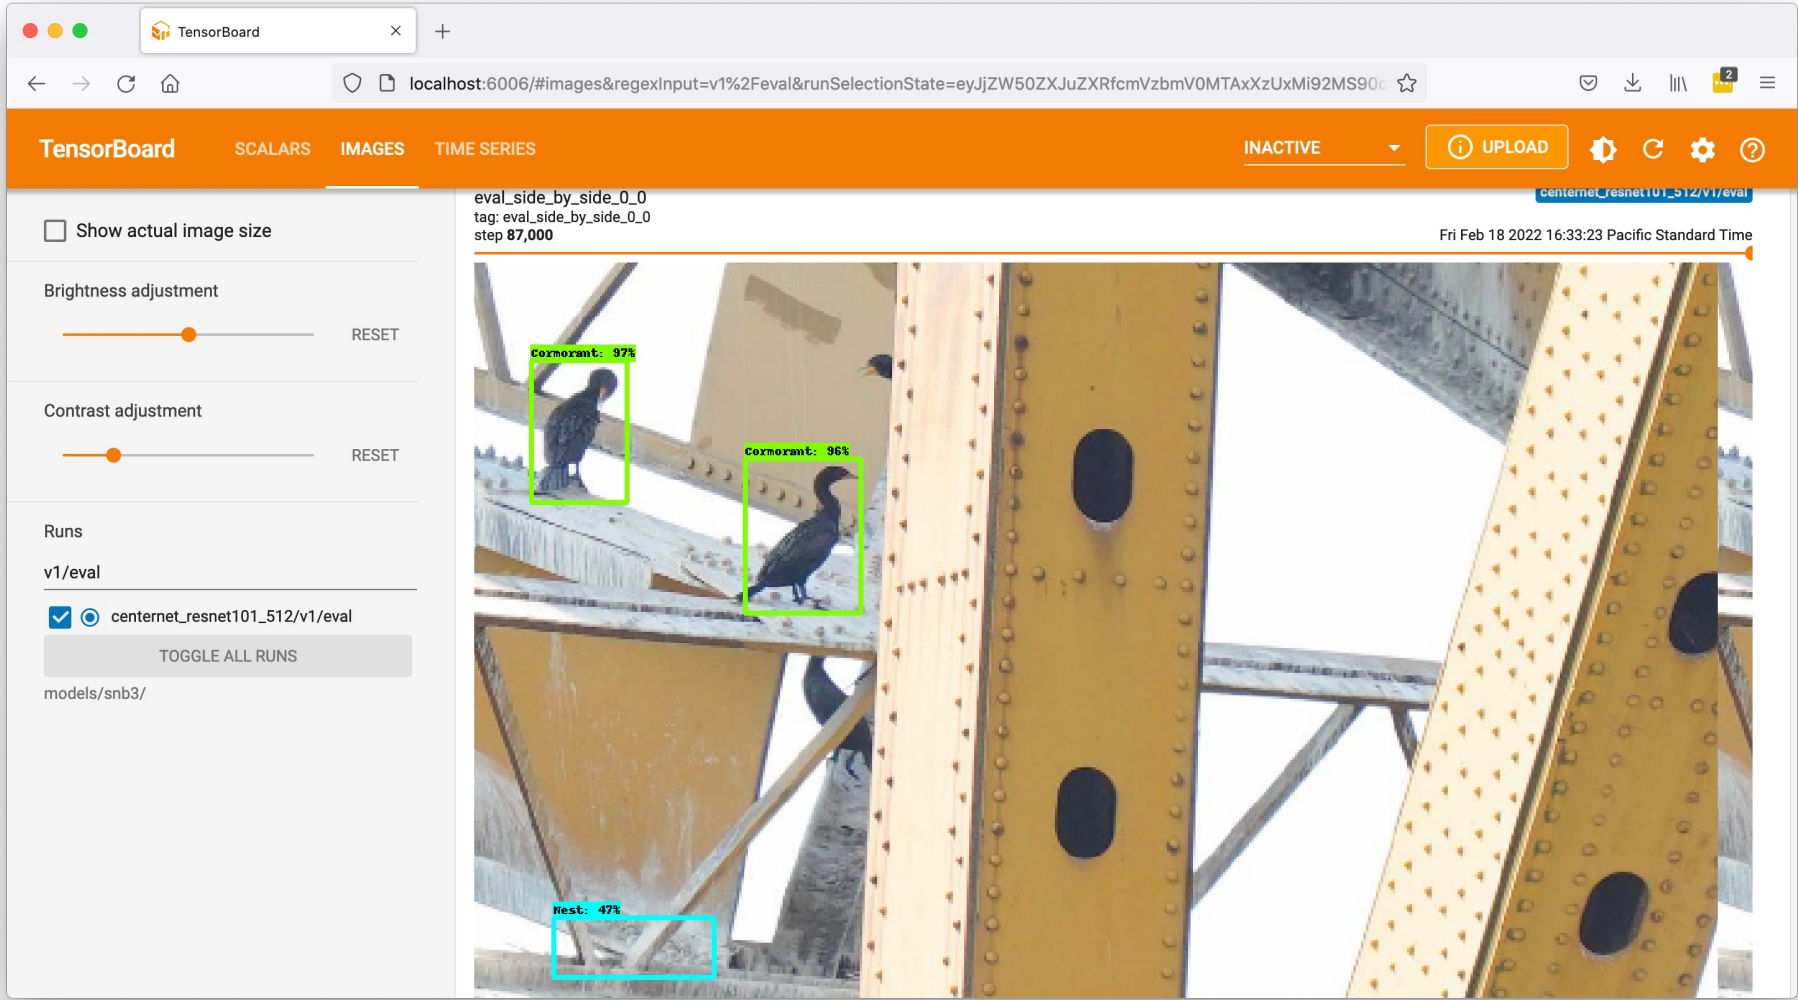 TensorBoard
localhost:6006/#images&regexInput=v1%2Feval&runSelectionState=eyJjZW50ZXJuZXRfcmVzbmV0MTAxXzUxMi92MS90c
2
TensorBoard
SCALARS
IMAGES
TIME SERIES
INACTIVE
UPLOAD
Show actual image size
Brightness adjustment
RESET
Contrast adjustment
RESET
Runs
v1/eval
centernet_resnet101_512/v1/eval
TOGGLE ALL RUNS
models/snb3/
eval_side_by_side_0_0
centernet_resnet101_512/v1/eval
tag: eval_side_by_side_0_0
step 87,000
Fri Feb 18 2022 16:33:23 Pacific Standard Time
Cormorant: 97%
Cormorant: 96%
Nest: 47%